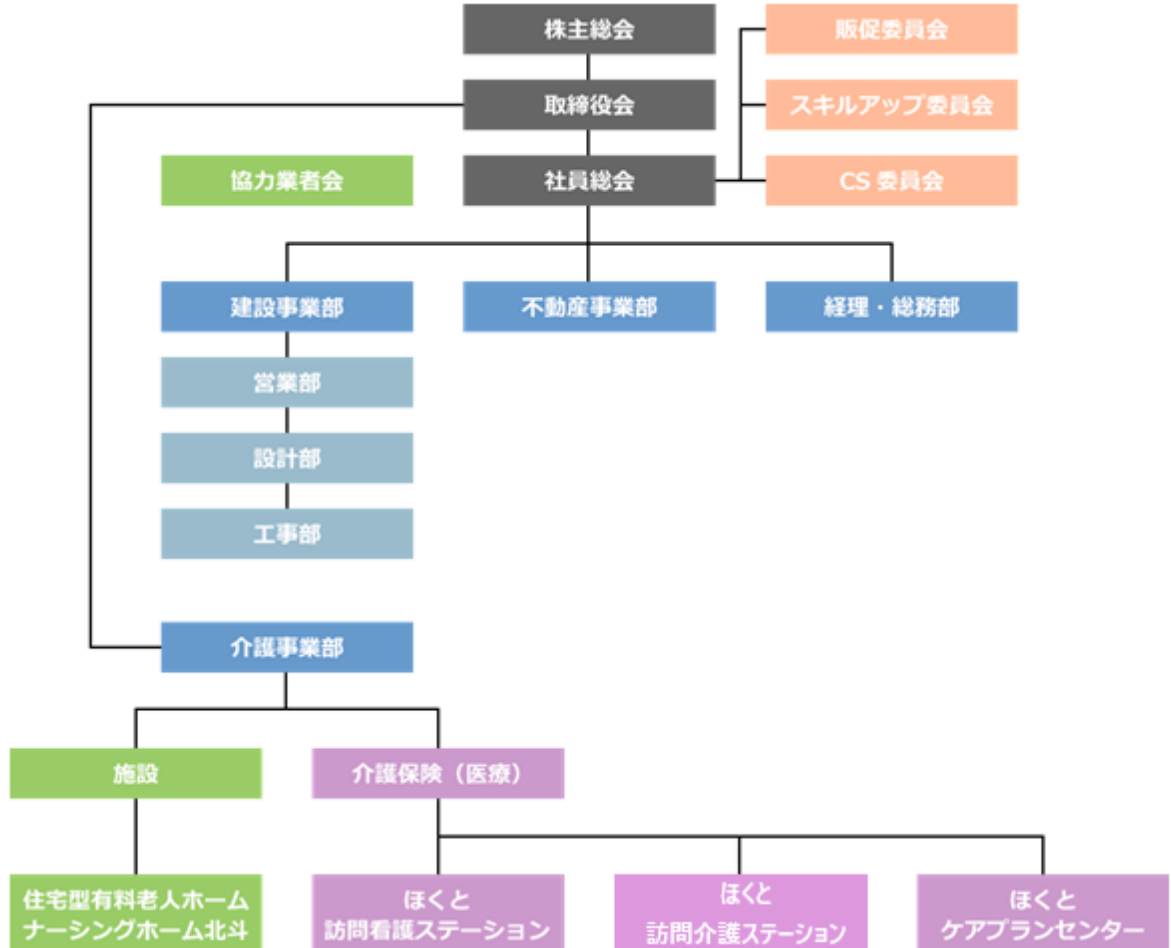 株主総会
販促委員会
取締役会
スキルアップ委員会
協力業者会
社員総会
CS 委員会
建設事業部
不動産事業部
経理・総務部
営業部
設計部
工事部
介護事業部
施設
介護保険（医療）
住宅型有料老人ホーム
ナーシングホーム北斗
ほくと
訪問看護ステーション
ほくと
訪問介護ステーション
ほくと
ケアプランセンター